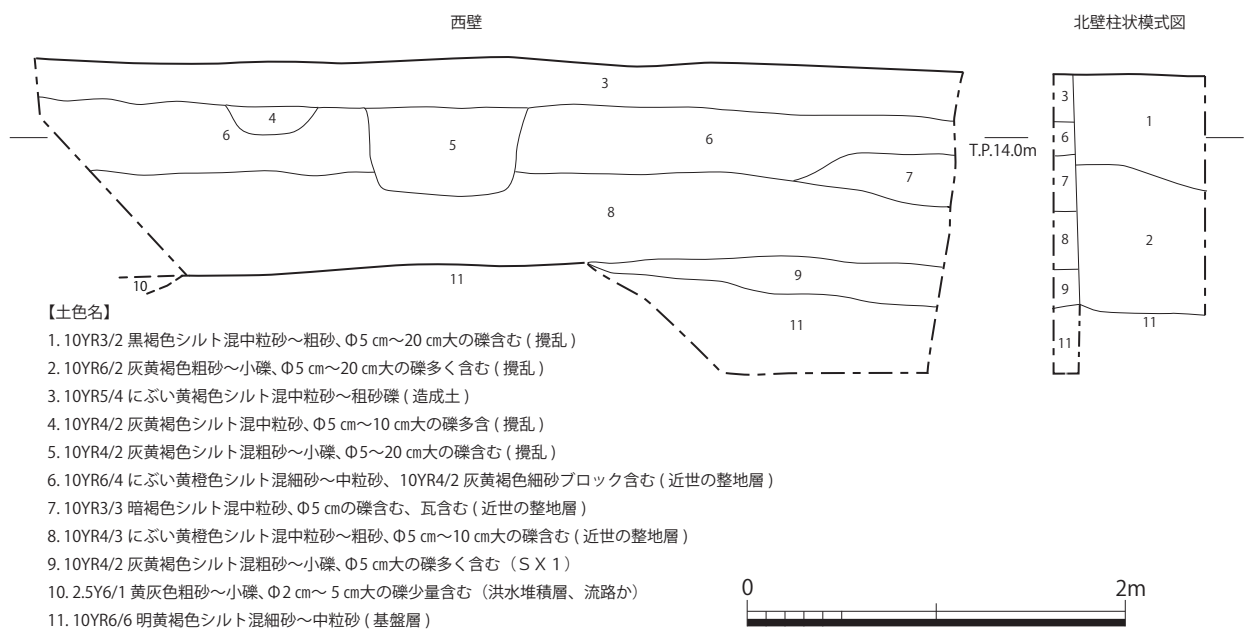 西壁
北壁柱状模式図
3
4
6
5
6
7
8
9
10
11
11
T.P.14.0m
3
6
7
8
9
11
1
2
11
【土色名】
1. 10YR3/2 黒褐色シルト混中粒砂～粗砂、Φ5 ㎝～20 ㎝大の礫含む ( 攪乱 )
2. 10YR6/2 灰黄褐色粗砂～小礫、Φ5 ㎝～20 ㎝大の礫多く含む ( 攪乱 )
3. 10YR5/4 にぶい黄褐色シルト混中粒砂～粗砂礫 ( 造成土 )
4. 10YR4/2 灰黄褐色シルト混中粒砂、Φ5 ㎝～10 ㎝大の礫多含 ( 攪乱 )
5. 10YR4/2 灰黄褐色シルト混粗砂～小礫、Φ5～20 ㎝大の礫含む ( 攪乱 )
6. 10YR6/4 にぶい黄橙色シルト混細砂～中粒砂、 10YR4/2 灰黄褐色細砂ブロック含む ( 近世の整地層 )
7. 10YR3/3 暗褐色シルト混中粒砂、Φ5 ㎝の礫含む、瓦含む ( 近世の整地層 )
8. 10YR4/3 にぶい黄橙色シルト混中粒砂～粗砂、Φ5 ㎝～10 ㎝大の礫含む ( 近世の整地層 )
9. 10YR4/2 灰黄褐色シルト混粗砂～小礫、Φ5 ㎝大の礫多く含む（ＳＸ１）
10. 2.5Y6/1 黄灰色粗砂～小礫、Φ2 ㎝～ 5 ㎝大の礫少量含む（洪水堆積層、流路か）
11. 10YR6/6 明黄褐色シルト混細砂～中粒砂 ( 基盤層 )
0
2m